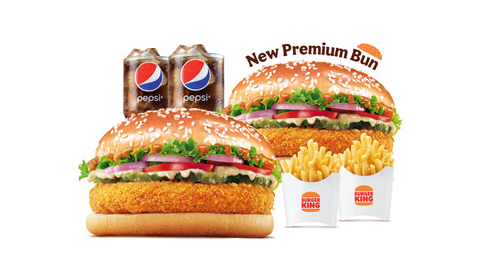 New Premium Bun
pepsi
pepsi
BURGER
KING
BURGER
KING